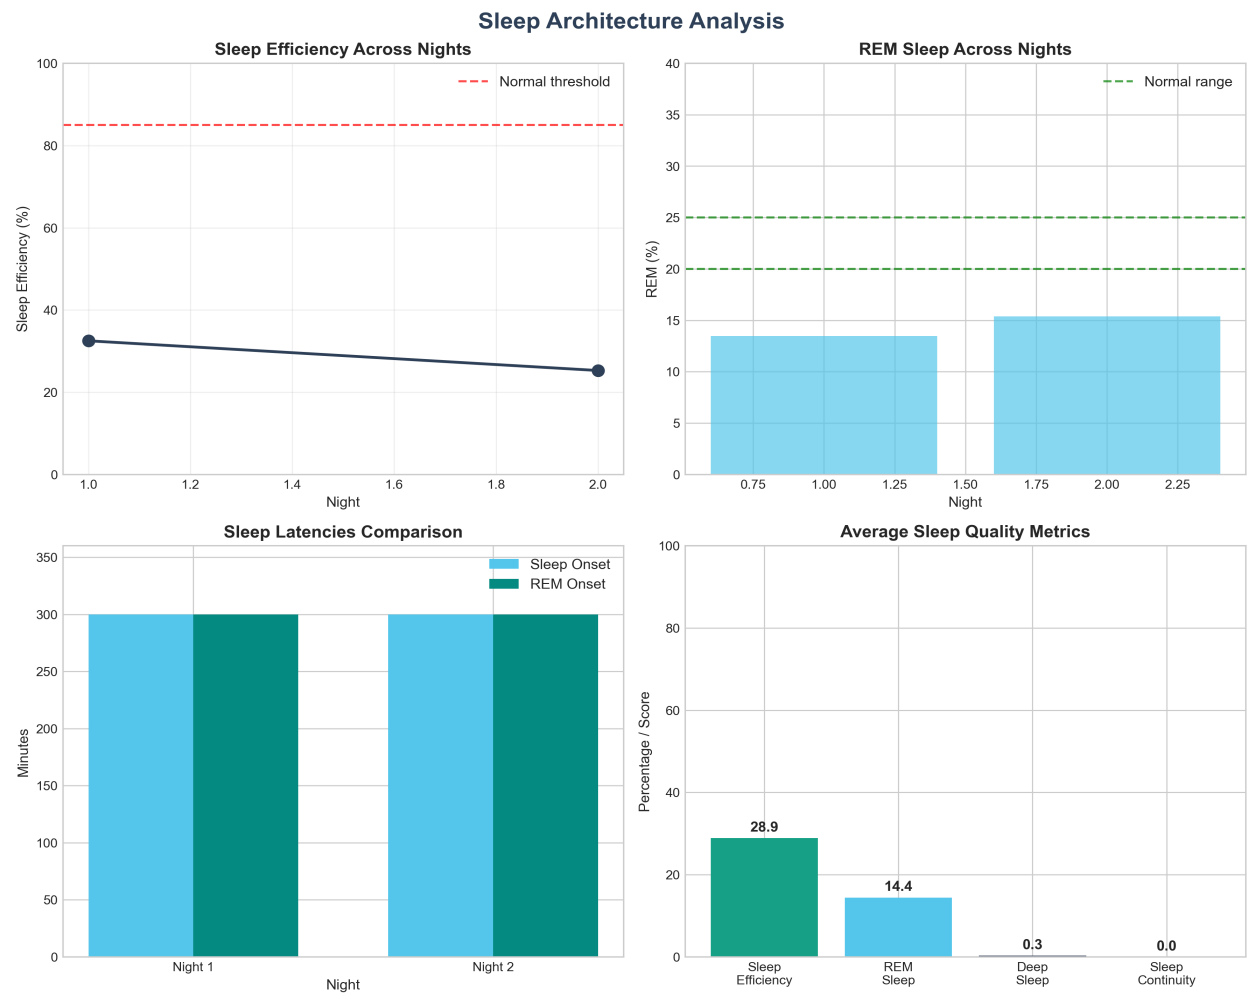 Sleep Architecture Analysis
Sleep Efficiency Across Nights
100
80
60
40
20
0
Sleep Efficiency (%)
Normal threshold
1.0 1.2 1.4 1.6 1.8 2.0
Night
REM Sleep Across Nights
40
35
30
25
20
15
10
5
0
REM (%)
Normal range
0.75 1.00 1.25 1.50 1.75 2.00 2.25
Night
Sleep Latencies Comparison
350
300
250
200
150
100
50
0
Minutes
Sleep Onset
REM Onset
Night 1 Night 2
Night
Average Sleep Quality Metrics
100
80
60
40
20
0
Percentage / Score
28.9
14.4
0.3
0.0
Sleep
Efficiency
REM
Sleep
Deep
Sleep
Sleep
Continuity